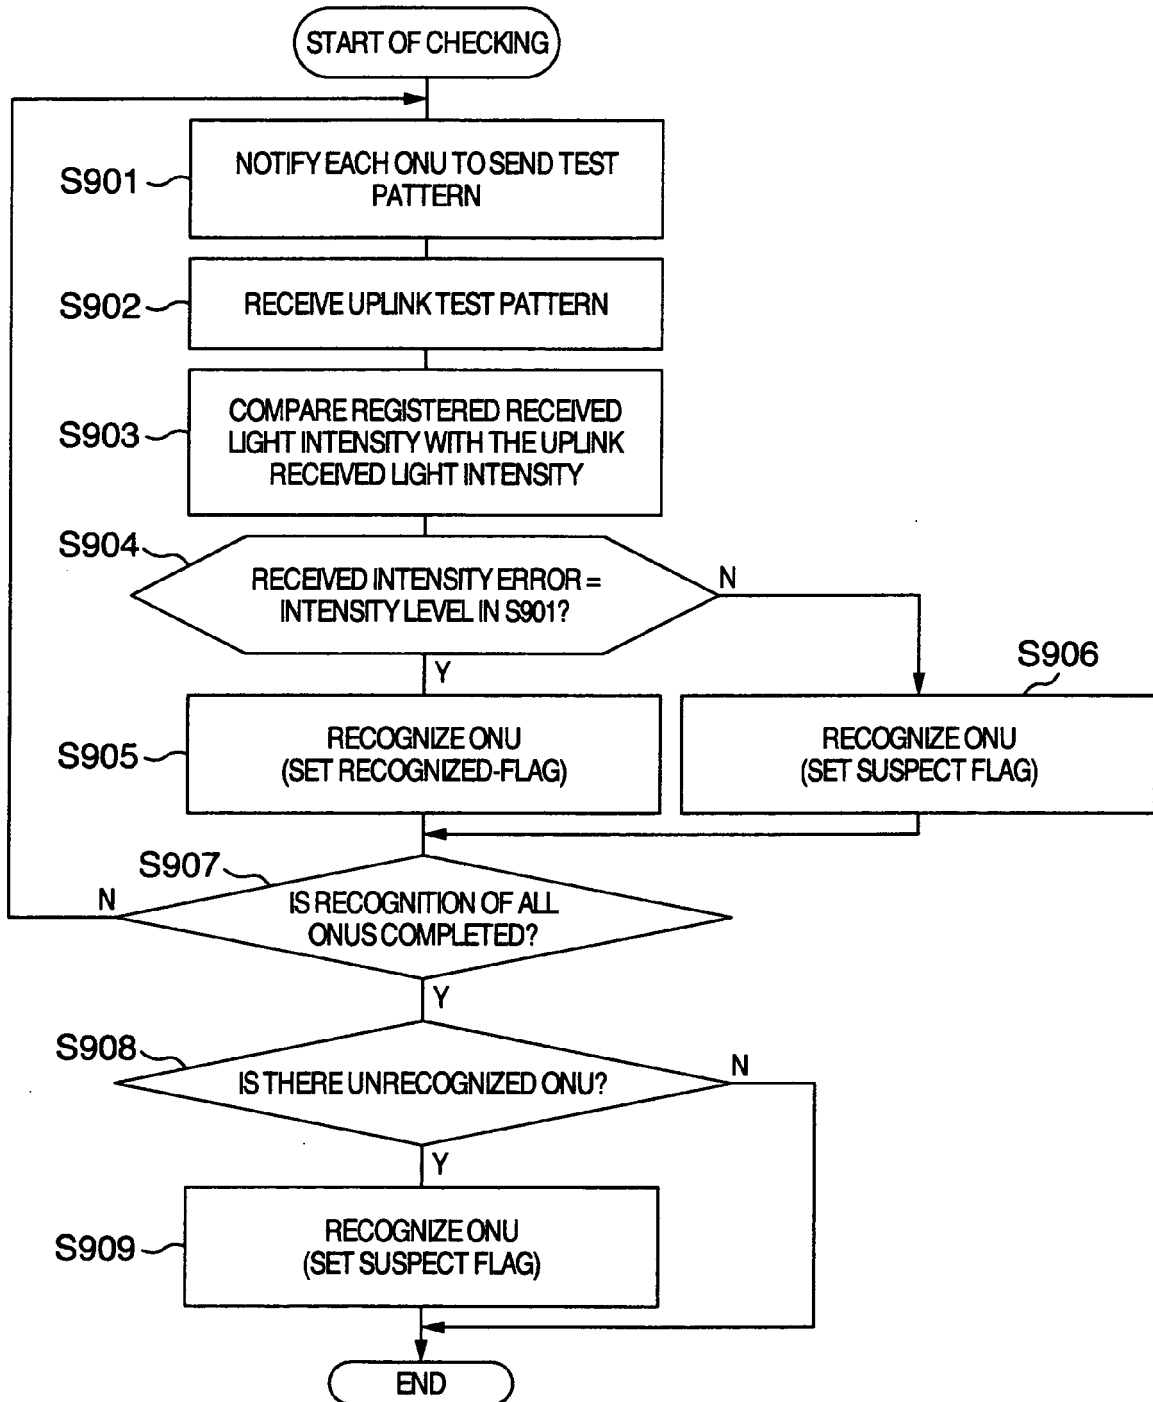 START OF CHECKING
S901
NOTIFY EACH ONU TO SEND TEST
PATTERN
S902
RECEIVE UPLINK TEST PATTERN
S903
COMPARE REGISTERED RECEIVED
LIGHT INTENSITY WITH THE UPLINK
RECEIVED LIGHT INTENSITY
S904
RECEIVED INTENSITY ERROR =
INTENSITY LEVEL IN S901?
N
Y
S906
S905
RECOGNIZE ONU
(SET RECOGNIZED-FLAG)
RECOGNIZE ONU
(SET SUSPECT FLAG)
S907
N
IS RECOGNITION OF ALL
ONUS COMPLETED?
Y
S908
IS THERE UNRECOGNIZED ONU?
N
Y
S909
RECOGNIZE ONU
(SET SUSPECT FLAG)
END